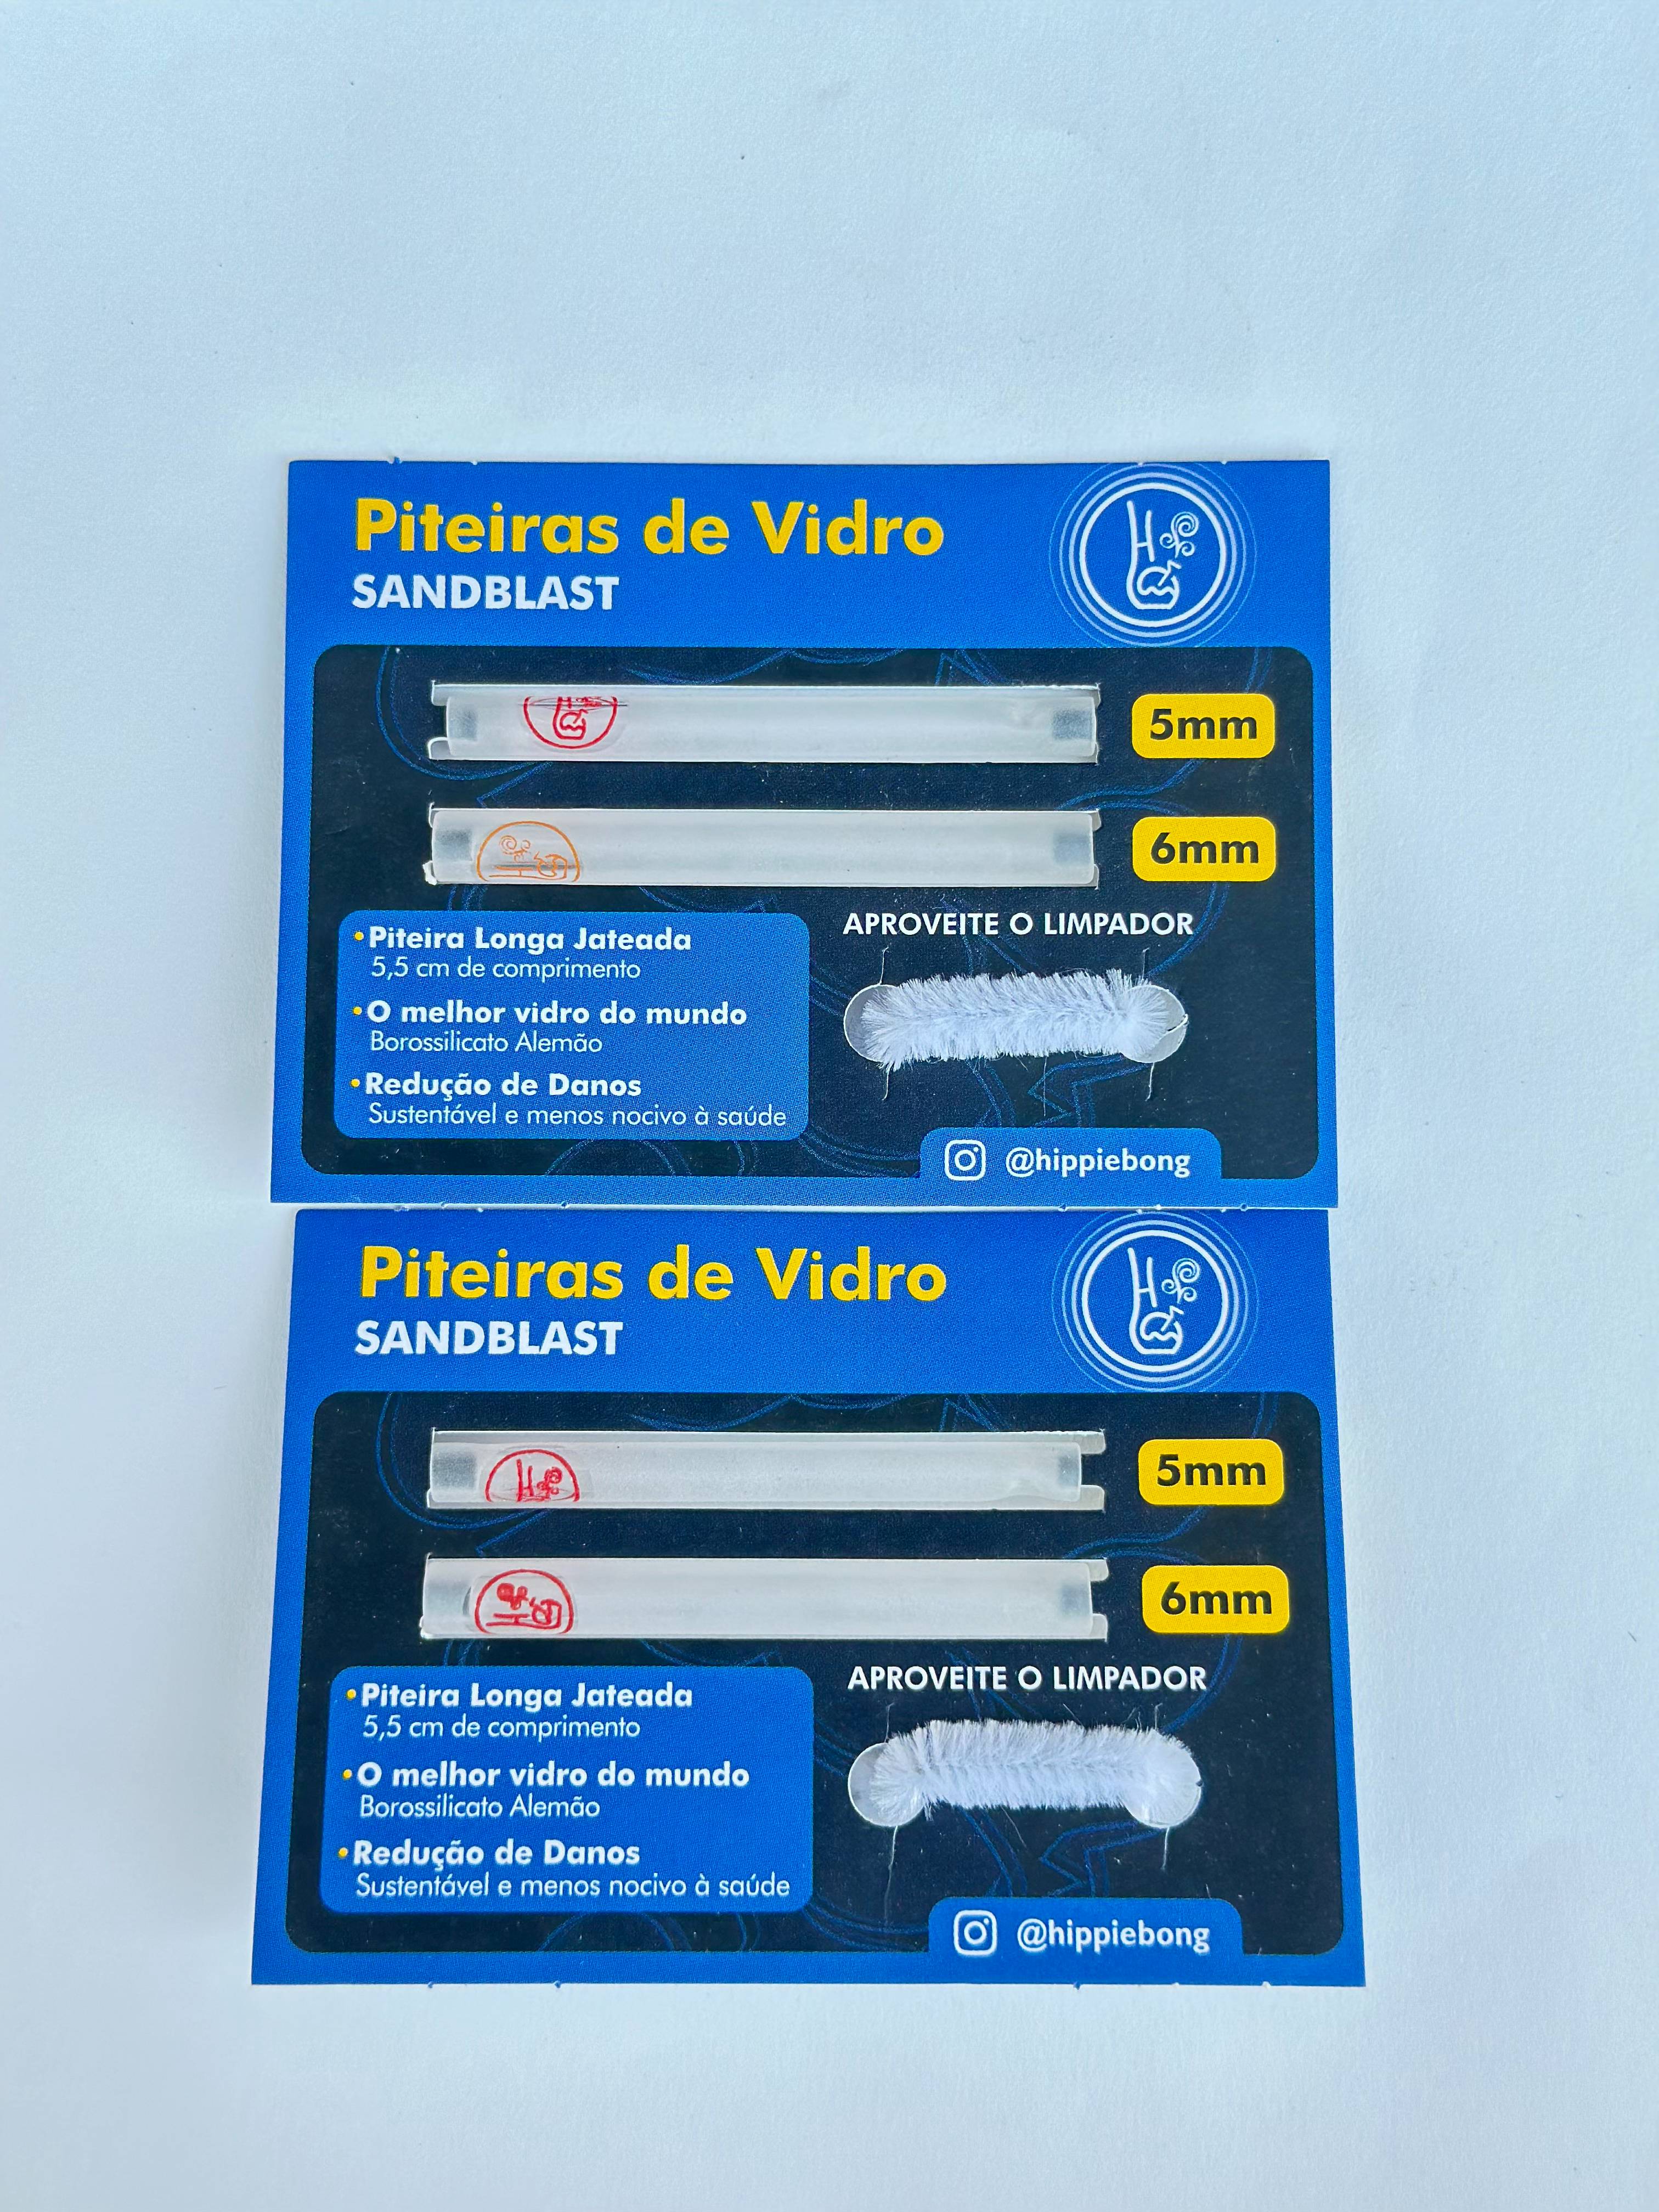 Piteiras de Vidro
SANDBLAST
5mm
6mm
•Piteira Longa Jateada
5,5 cm de comprimento
•O melhor vidro do mundo
Borossilicato Alemão
•Redução de Danos
Sustentável e menos nocivo à saúde
APROVEITE O LIMPADOR
@hippiebong
Piteiras de Vidro
SANDBLAST
5mm
6mm
•Piteira Longa Jateada
5,5 cm de comprimento
•O melhor vidro do mundo
Borossilicato Alemão
•Redução de Danos
Sustentável e menos nocivo à saúde
APROVEITE O LIMPADOR
@hippiebong